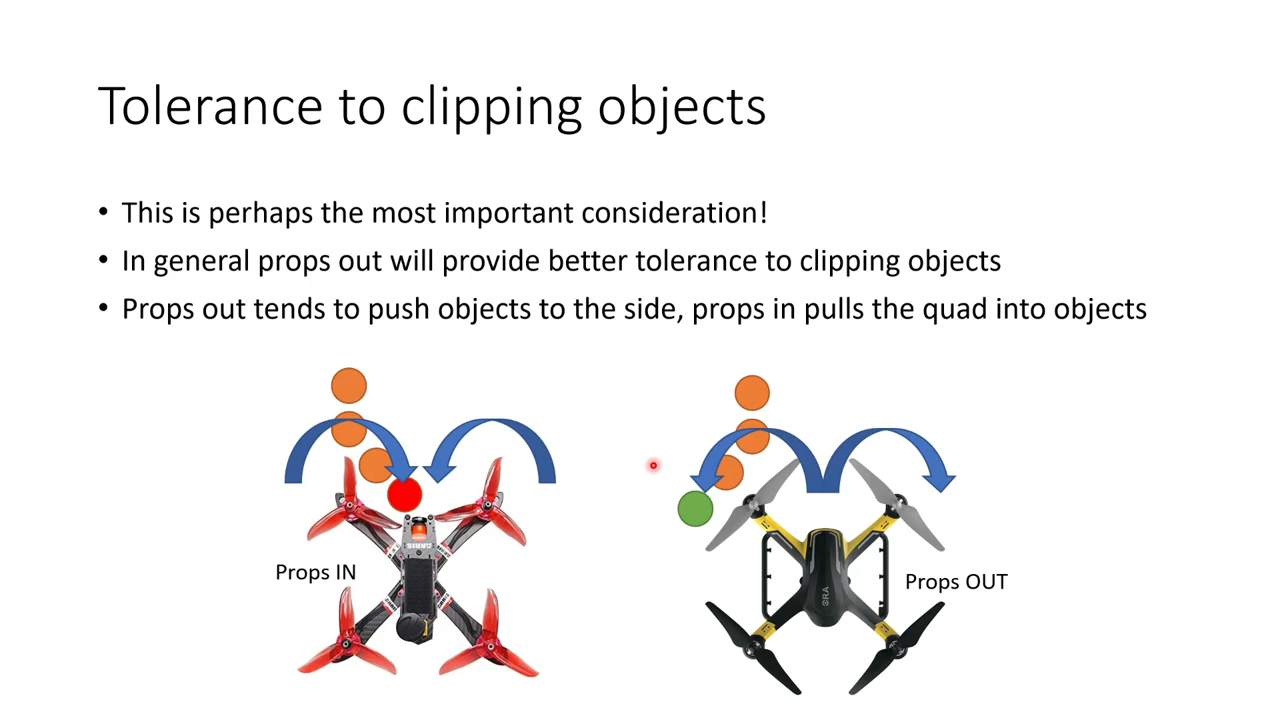 Tolerance to clipping objects
• This is perhaps the most important consideration!
• In general props out will provide better tolerance to clipping objects
• Props out tends to push objects to the side, props in pulls the quad into objects
Props IN
Props OUT